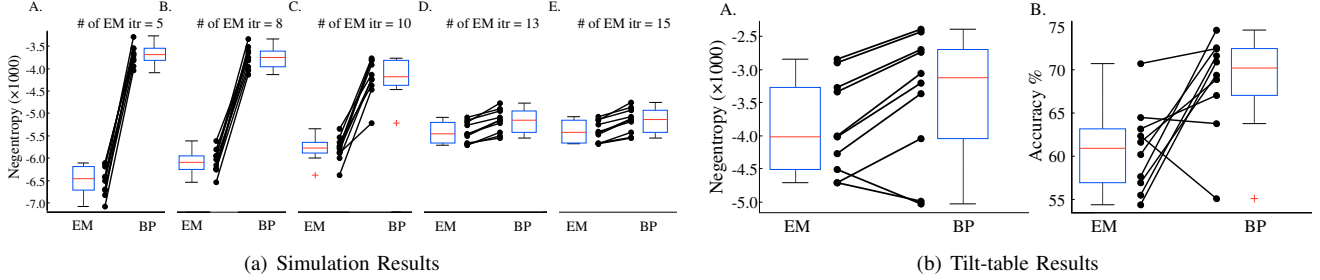 A.
# of EM itr = 5
B.
# of EM itr = 8
C.
# of EM itr = 10
D.
# of EM itr = 13
E.
# of EM itr = 15
Negentropy (×1000)
-3.5
-4.0
-4.5
-5.0
-5.5
-6.0
-6.5
-7.0
EM BP
EM BP
EM BP
EM BP
EM BP
(a) Simulation Results
A.
Negentropy (×1000)
-2.5
-3.0
-3.5
-4.0
-4.5
-5.0
EM BP
B.
Accuracy %
75
70
65
60
55
EM BP
(b) Tilt-table Results